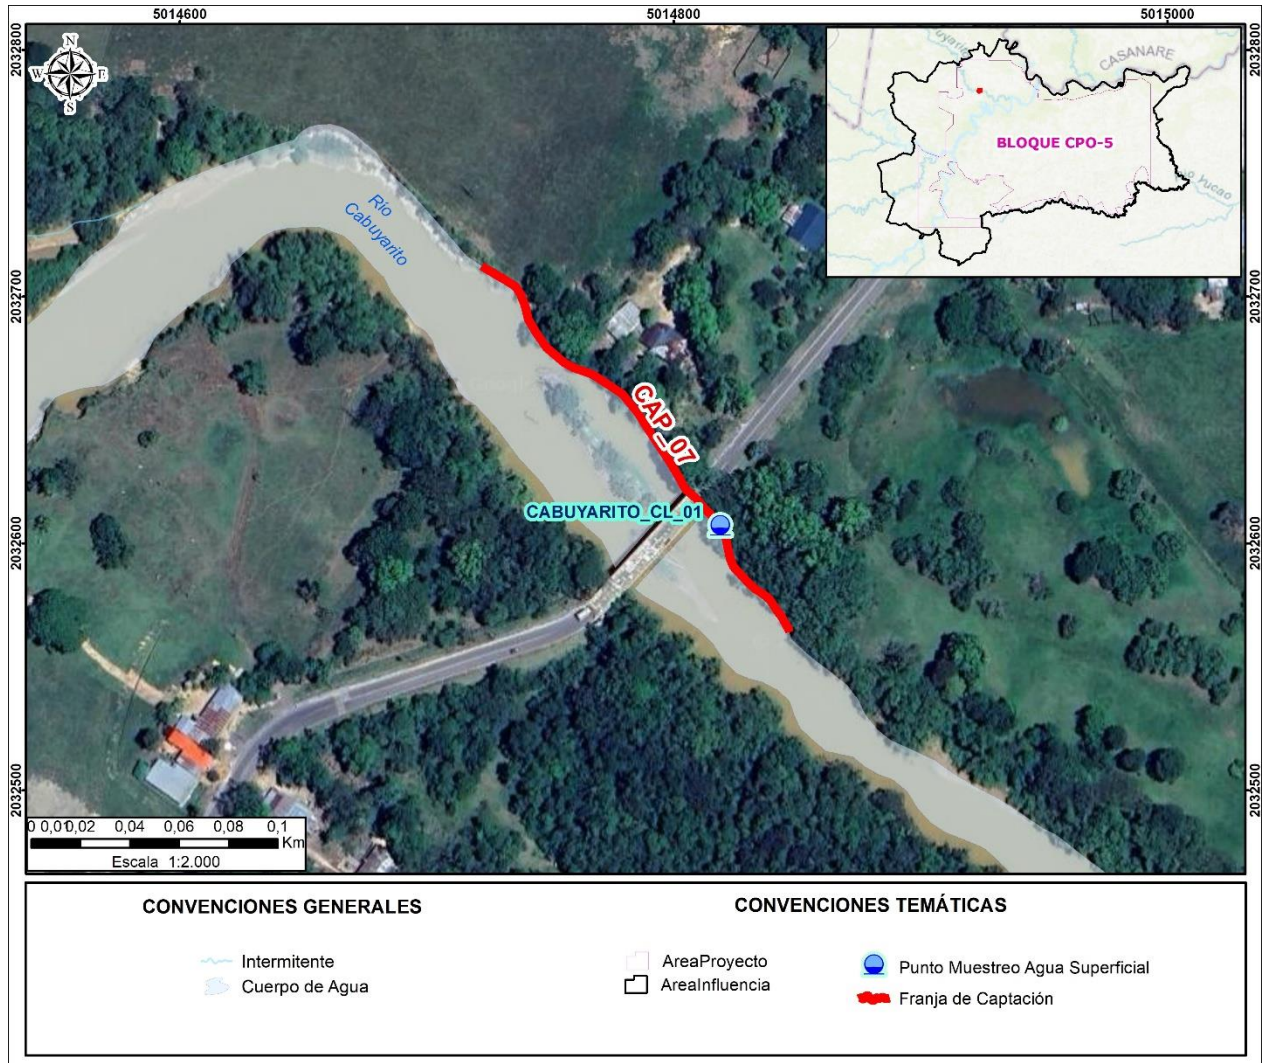 5014600
5014800
5015000
2032800
2032800
N
W
E
S
CASANARE
BLOQUE CPO-5
Yucao
Río
Cabuyarito
2032700
2032700
CAP_07
CABUYARITO_CL_01
2032600
2032600
2032500
2032500
0 0,01 0,02 0,04 0,06 0,08 0,1
Km
Escala 1:2.000
CONVENCIONES GENERALES
Intermitente
Cuerpo de Agua
CONVENCIONES TEMÁTICAS
AreaProyecto
AreaInfluencia
Punto Muestreo Agua Superficial
Franja de Captación